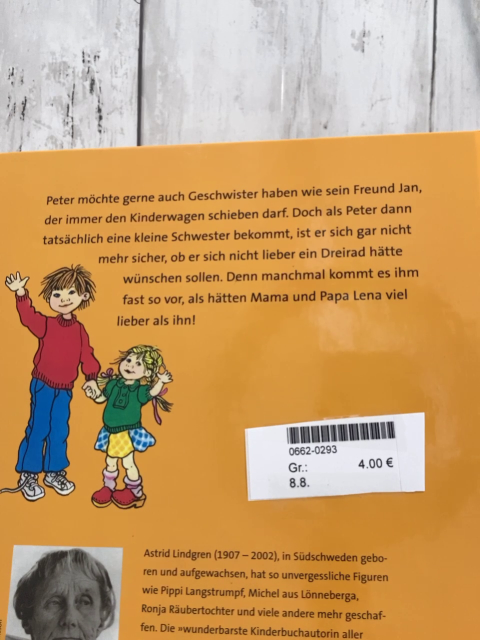 Peter möchte gerne auch Geschwister haben wie sein Freund Jan,
der immer den Kinderwagen schieben darf. Doch als Peter dann
tatsächlich eine kleine Schwester bekommt, ist er sich gar nicht
mehr sicher, ob er sich nicht lieber ein Dreirad hätte
wünschen sollen. Denn manchmal kommt es ihm
fast so vor, als hätten Mama und Papa Lena viel
lieber als ihn!
0662-0293
Gr.: 4.00 €
8.8.
Astrid Lindgren (1907 – 2002), in Südschweden gebo-
ren und aufgewachsen, hat so unvergessliche Figuren
wie Pippi Langstrumpf, Michel aus Lönneberga,
Ronja Räubertochter und viele andere mehr geschaf-
fen. Die »wunderbarste Kinderbuchautorin aller